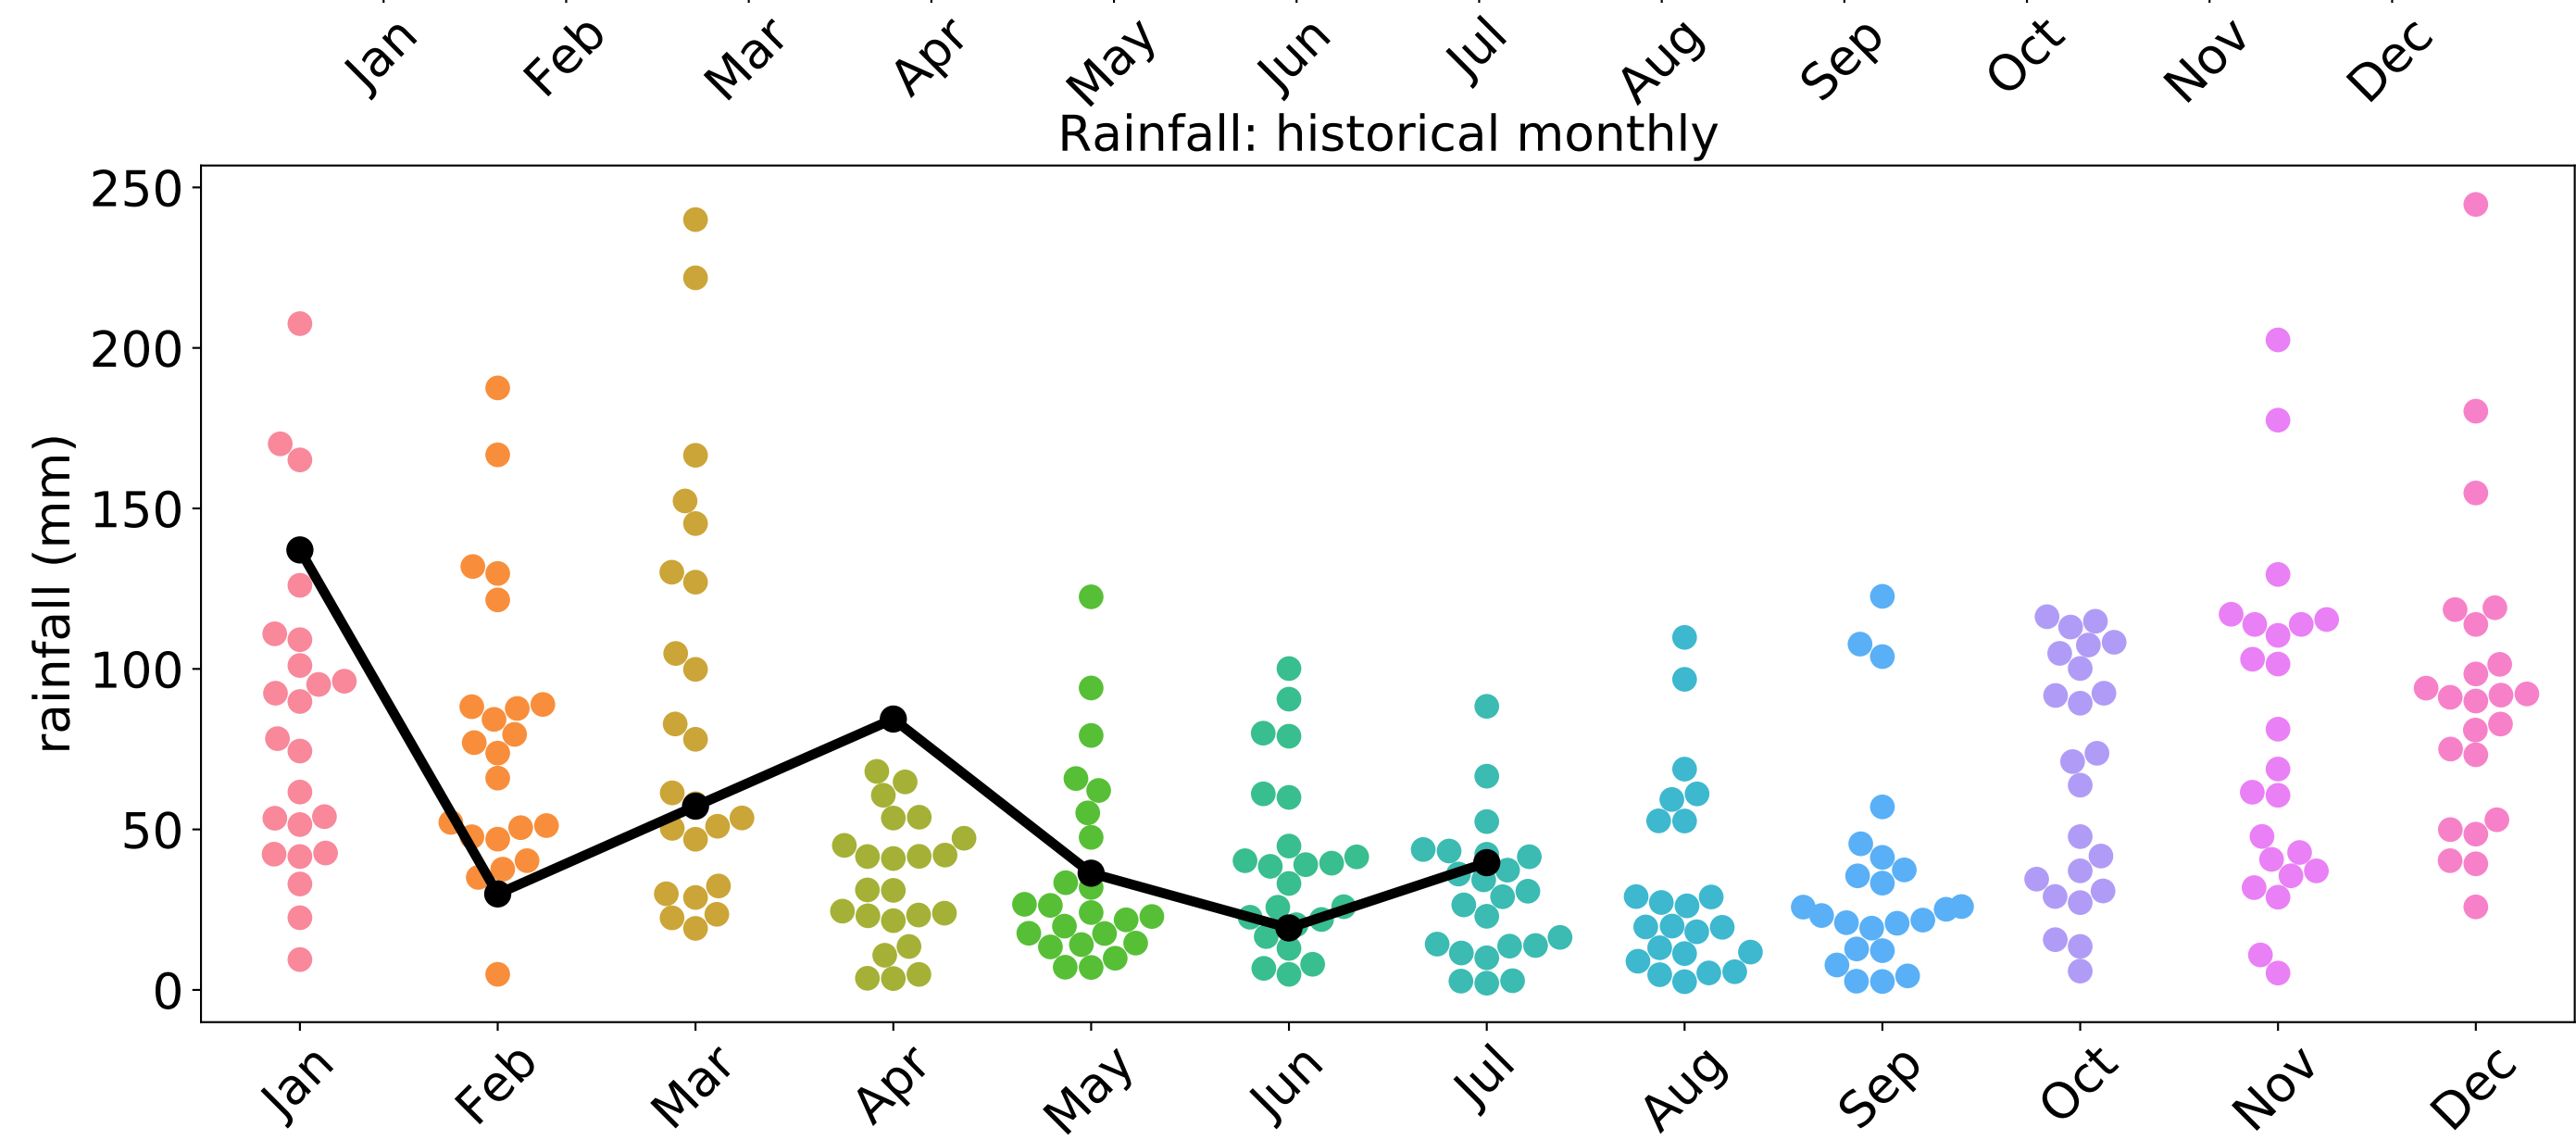 Jan Feb Mar Apr May Jun Jul Aug Sep Oct Nov Dec
Rainfall: historical monthly
rainfall (mm)
250
200
150
100
50
0
Jan Feb Mar Apr May Jun Jul Aug Sep Oct Nov Dec